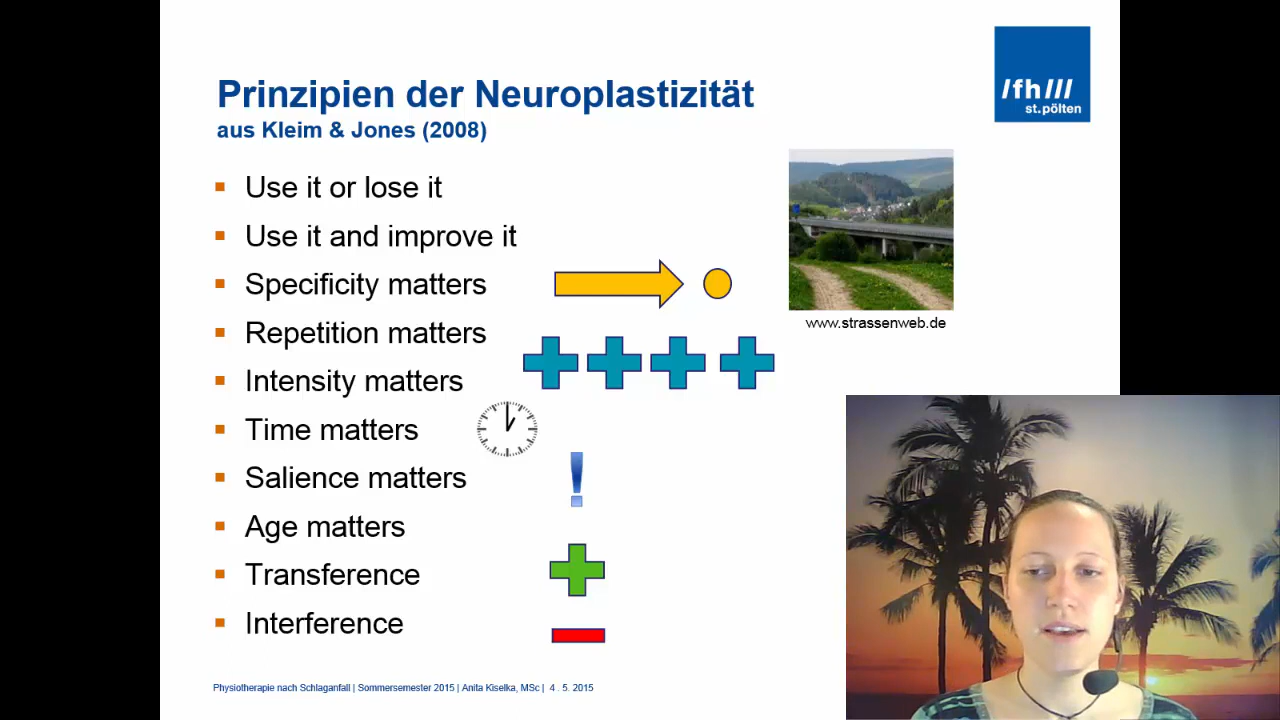 Prinzipien der Neuroplastizität
aus Kleim & Jones (2008)
/fh///
st.pölten
Use it or lose it
Use it and improve it
Specificity matters
Repetition matters
Intensity matters
Time matters
Salience matters
Age matters
Transference
Interference
www.strassenweb.de
Physiotherapie nach Schlaganfall | Sommersemester 2015 | Anita Kiselka, MSc | 4 . 5. 2015